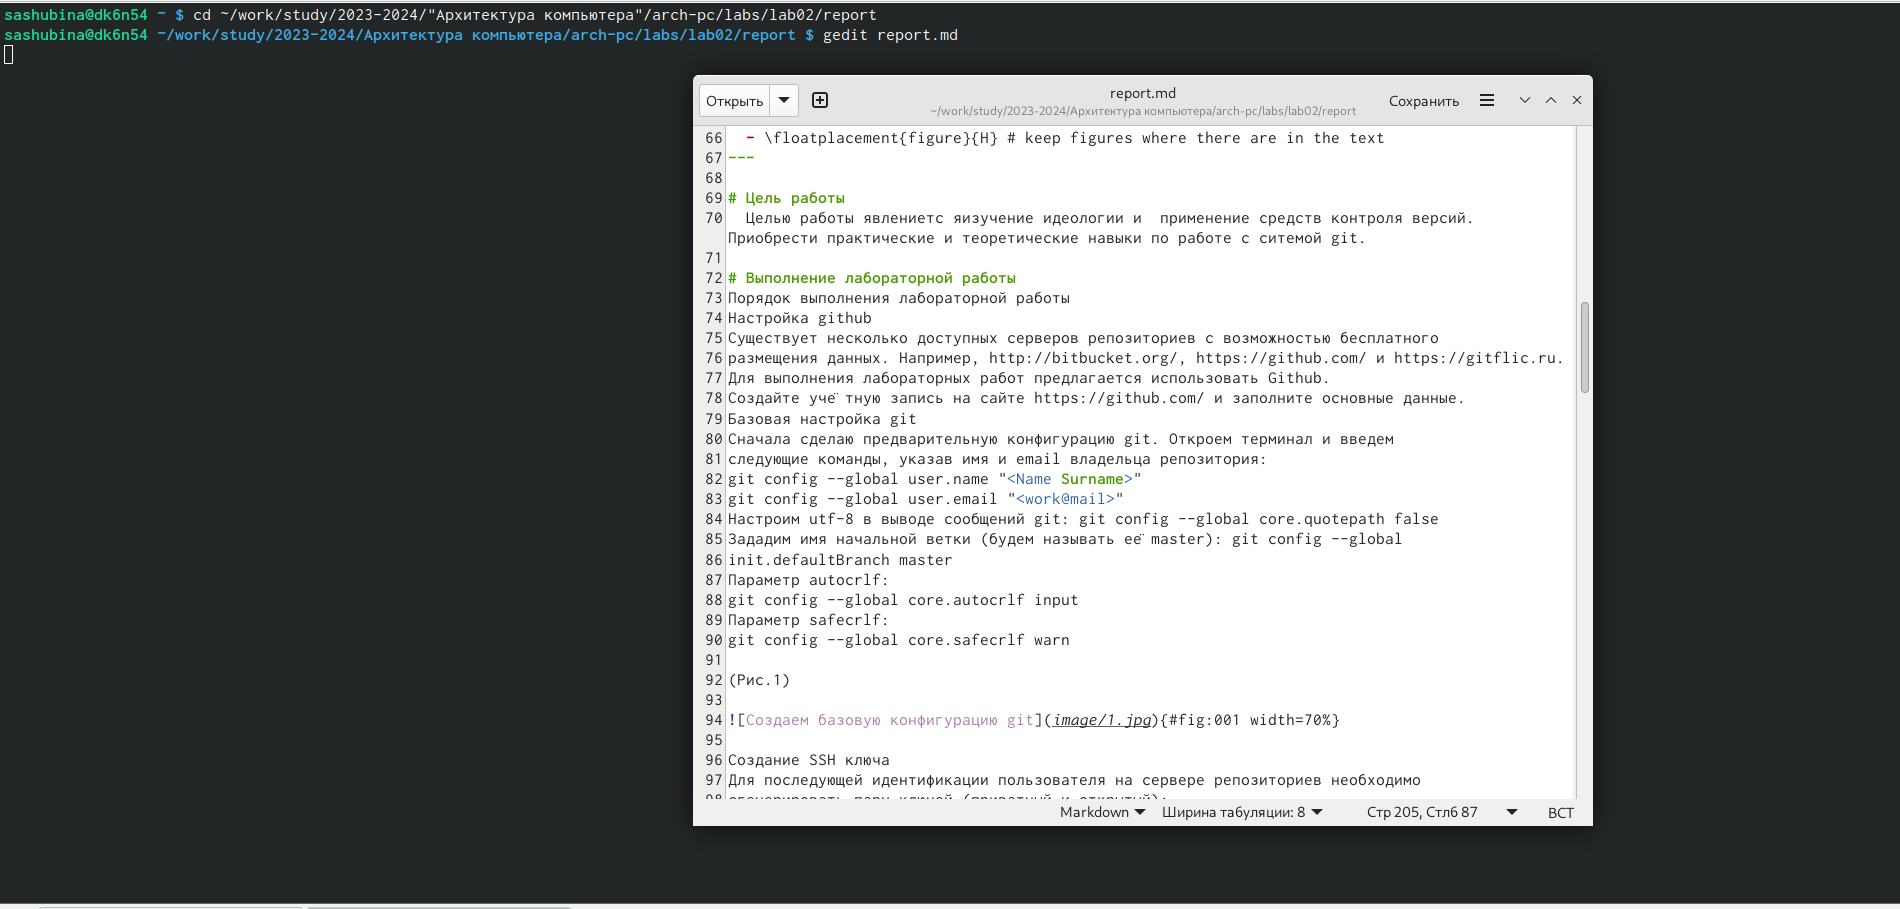 sashubina@dk6n54 ~ $ cd ~/work/study/2023-2024/"Архитектура компьютера"/arch-pc/labs/lab02/report
sashubina@dk6n54 ~/work/study/2023-2024/Архитектура компьютера/arch-pc/labs/lab02/report $ gedit report.md
Открыть
report.md
~/work/study/2023-2024/Архитектура компьютера/arch-pc/labs/lab02/report
Сохранить
66   - \floatplacement{figure}{H} # keep figures where there are in the text
67 ---
68
69 # Цель работы
70   Целью работы явлениетс яизучение идеологии и  применение средств контроля версий.
Приобрести практические и теоретические навыки по работе с ситемой git.
71
72 # Выполнение лабораторной работы
73 Порядок выполнения лабораторной работы
74 Настройка github
75 Существует несколько доступных серверов репозиториев с возможностью бесплатного
76 размещения данных. Например, http://bitbucket.org/, https://github.com/ и https://gitflic.ru.
77 Для выполнения лабораторных работ предлагается использовать Github.
78 Создайте учё тную запись на сайте https://github.com/ и заполните основные данные.
79 Базовая настройка git
80 Сначала сделаю предварительную конфигурацию git. Откроем терминал и введем
81 следующие команды, указав имя и email владельца репозитория:
82 git config --global user.name "<Name Surname>"
83 git config --global user.email "<work@mail>"
84 Настроим utf-8 в выводе сообщений git: git config --global core.quotepath false
85 Зададим имя начальной ветки (будем называть её master): git config --global
86 init.defaultBranch master
87 Параметр autocrlf:
88 git config --global core.autocrlf input
89 Параметр safecrlf:
90 git config --global core.safecrlf warn
91
92 (Рис.1)
93
94 ![Создаем базовую конфигурацию git](image/1.jpg){#fig:001 width=70%}
95
96 Создание SSH ключа
97 Для последующей идентификации пользователя на сервере репозиториев необходимо
98 сгенерировать пару ключей (приватный и открытый):
Markdown Ширина табуляции: 8 Стр 205, Стлб 87 ВСТ